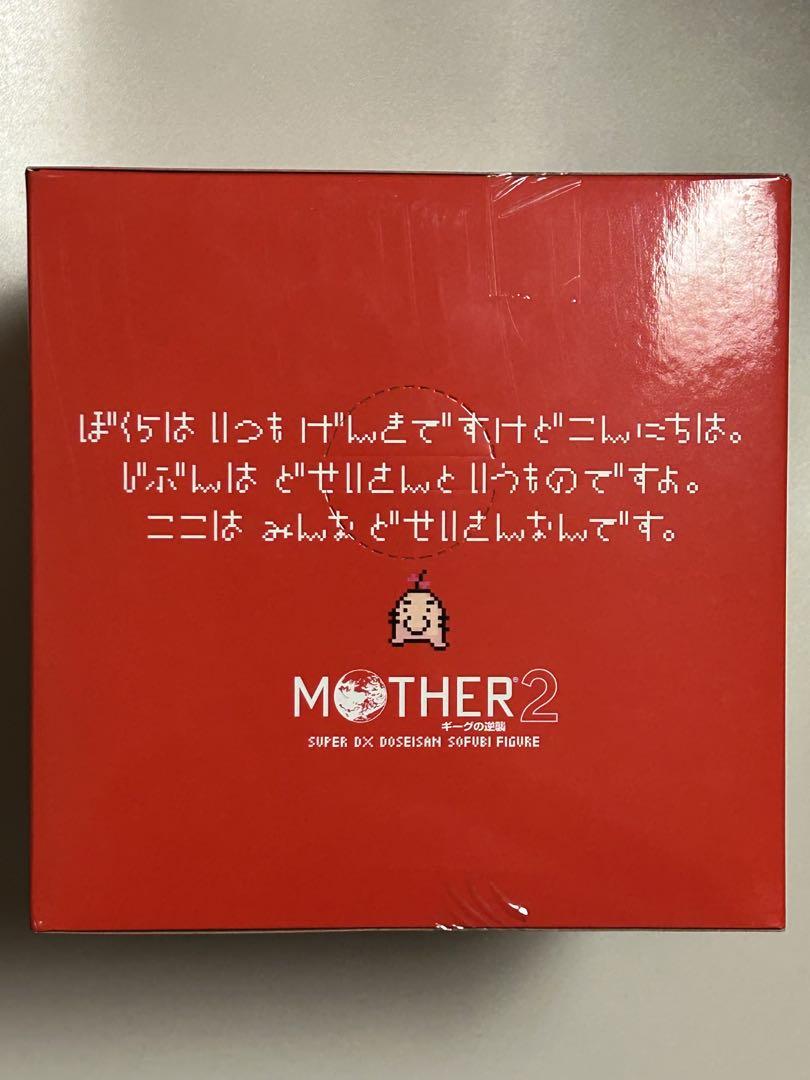 ぼくらは いつも げんきですけどこんにちは。
じぶんは どせいさんと いうものですよ。
ここは みんな どせいさんなんです。
MOTHER®2
ギーグの逆襲
SUPER DX DOSEISAN SOFUBI FIGURE